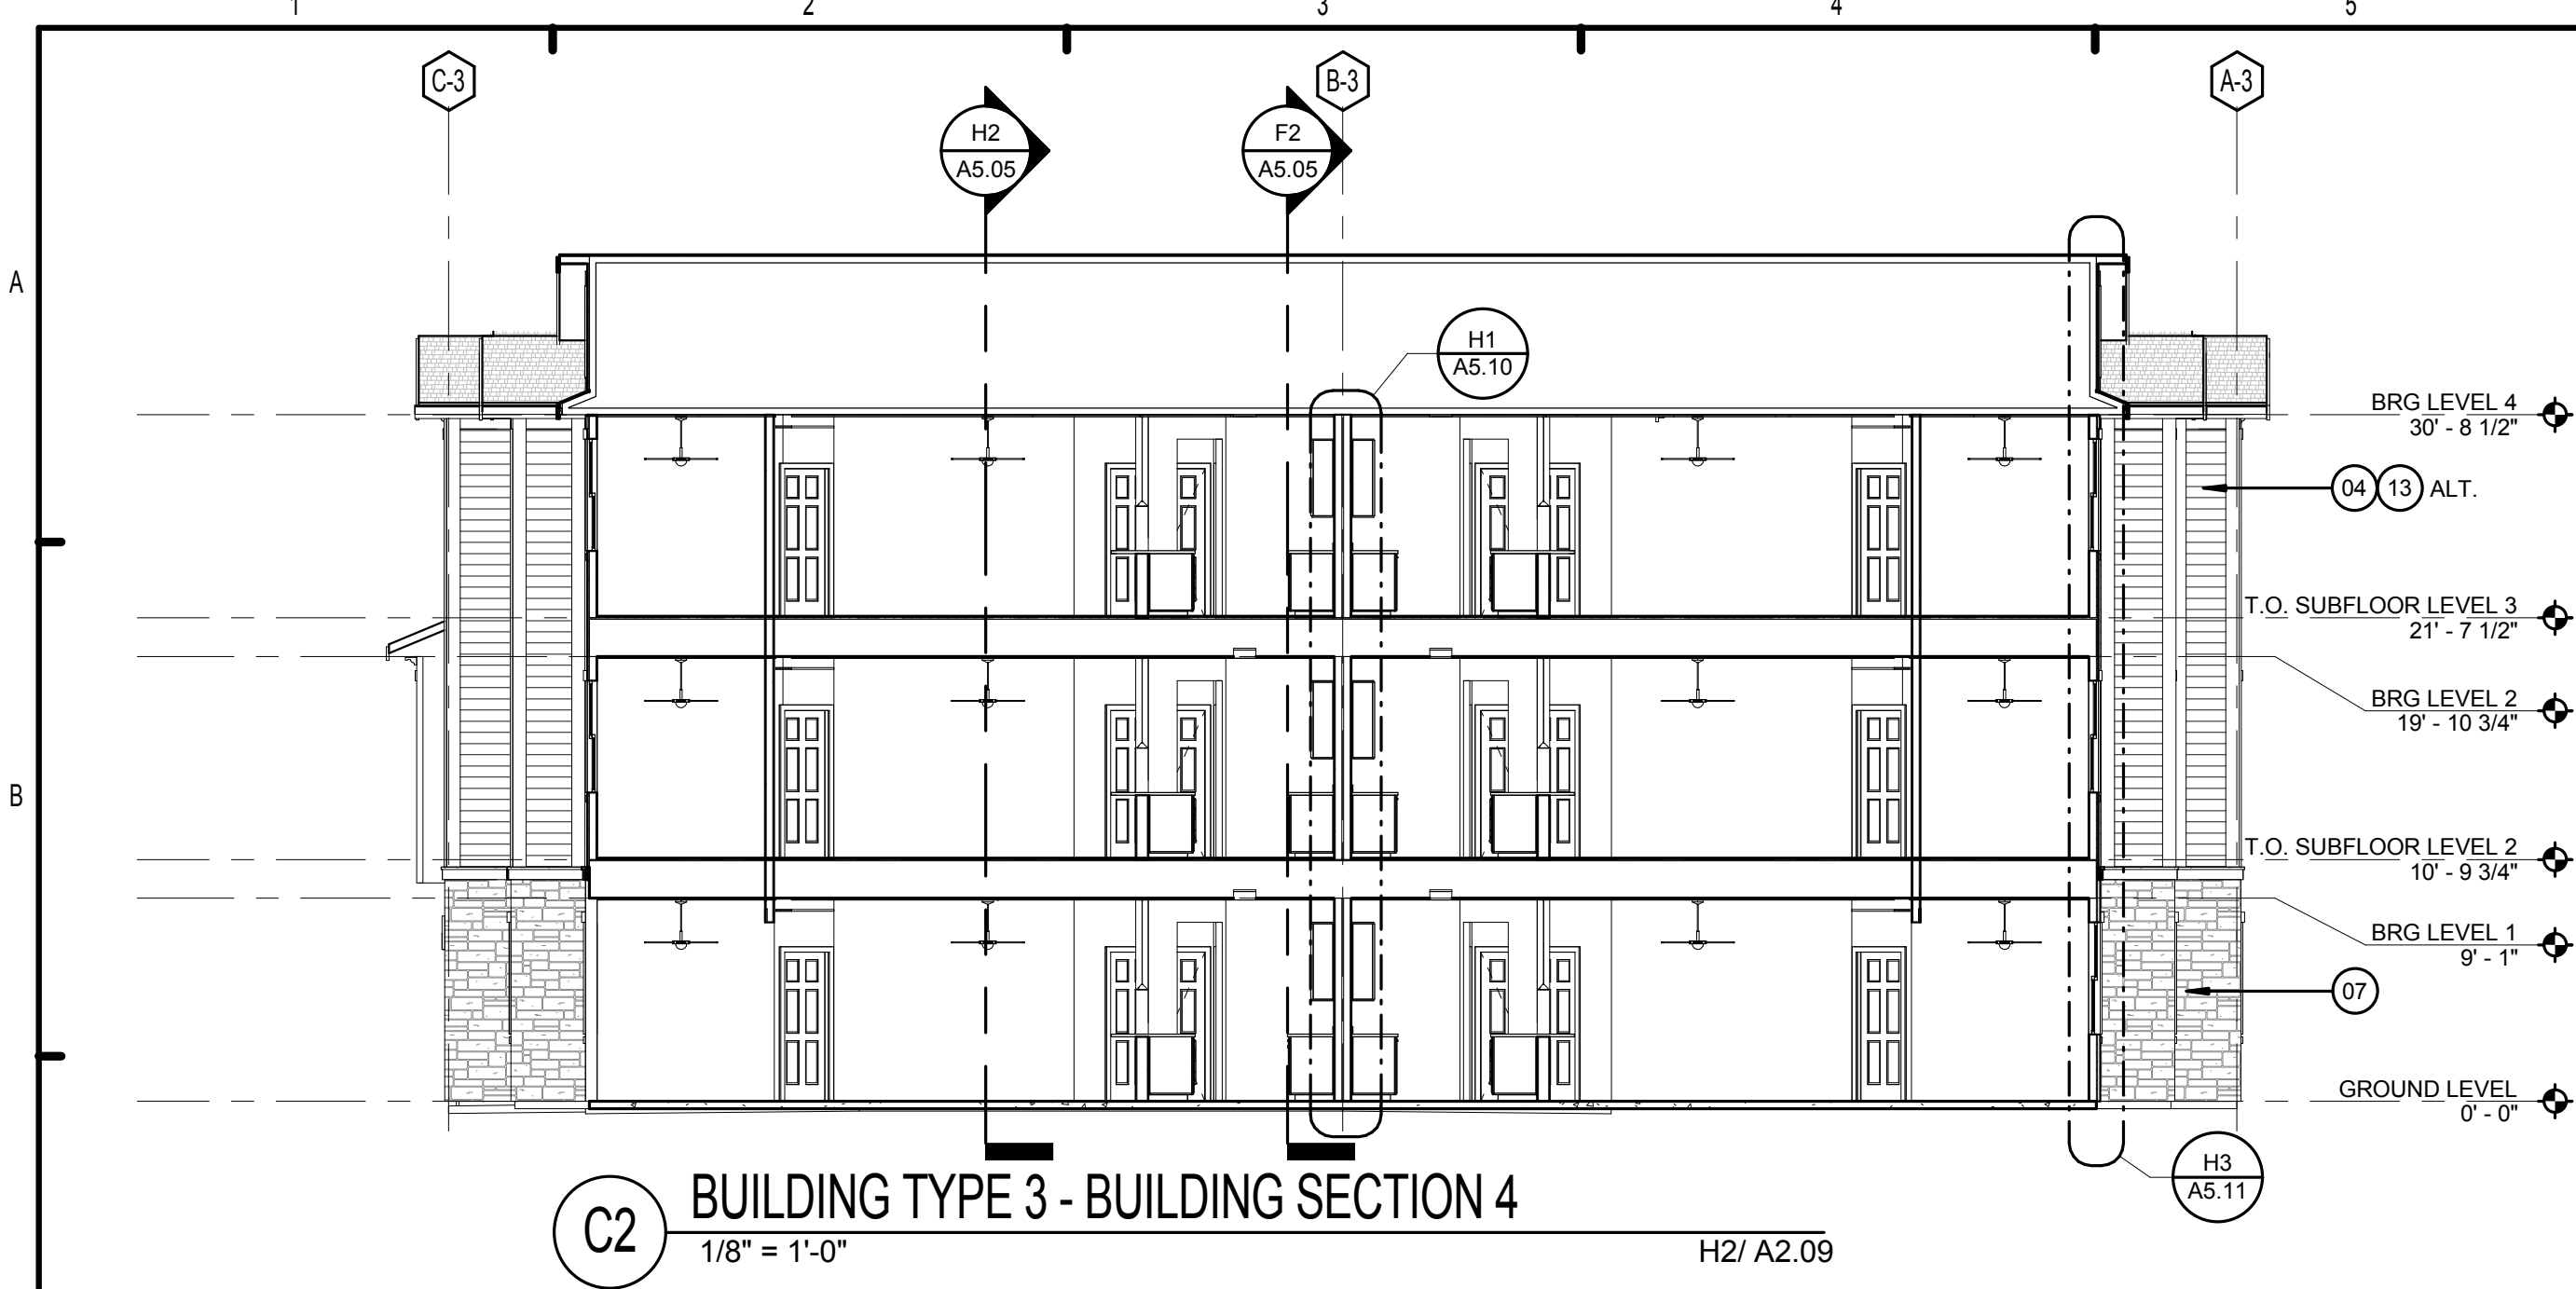 1 2 3 4 5
C-3 B-3 A-3
H2
A5.05
F2
A5.05
A
H1
A5.10
BRG LEVEL 4
30' - 8 1/2"
04 13 ALT.
T.O. SUBFLOOR LEVEL 3
21' - 7 1/2"
BRG LEVEL 2
19' - 10 3/4"
B
T.O. SUBFLOOR LEVEL 2
10' - 9 3/4"
BRG LEVEL 1
9' - 1"
07
GROUND LEVEL
0' - 0"
H3
A5.11
C2
BUILDING TYPE 3 - BUILDING SECTION 4
1/8" = 1'-0"
H2/ A2.09